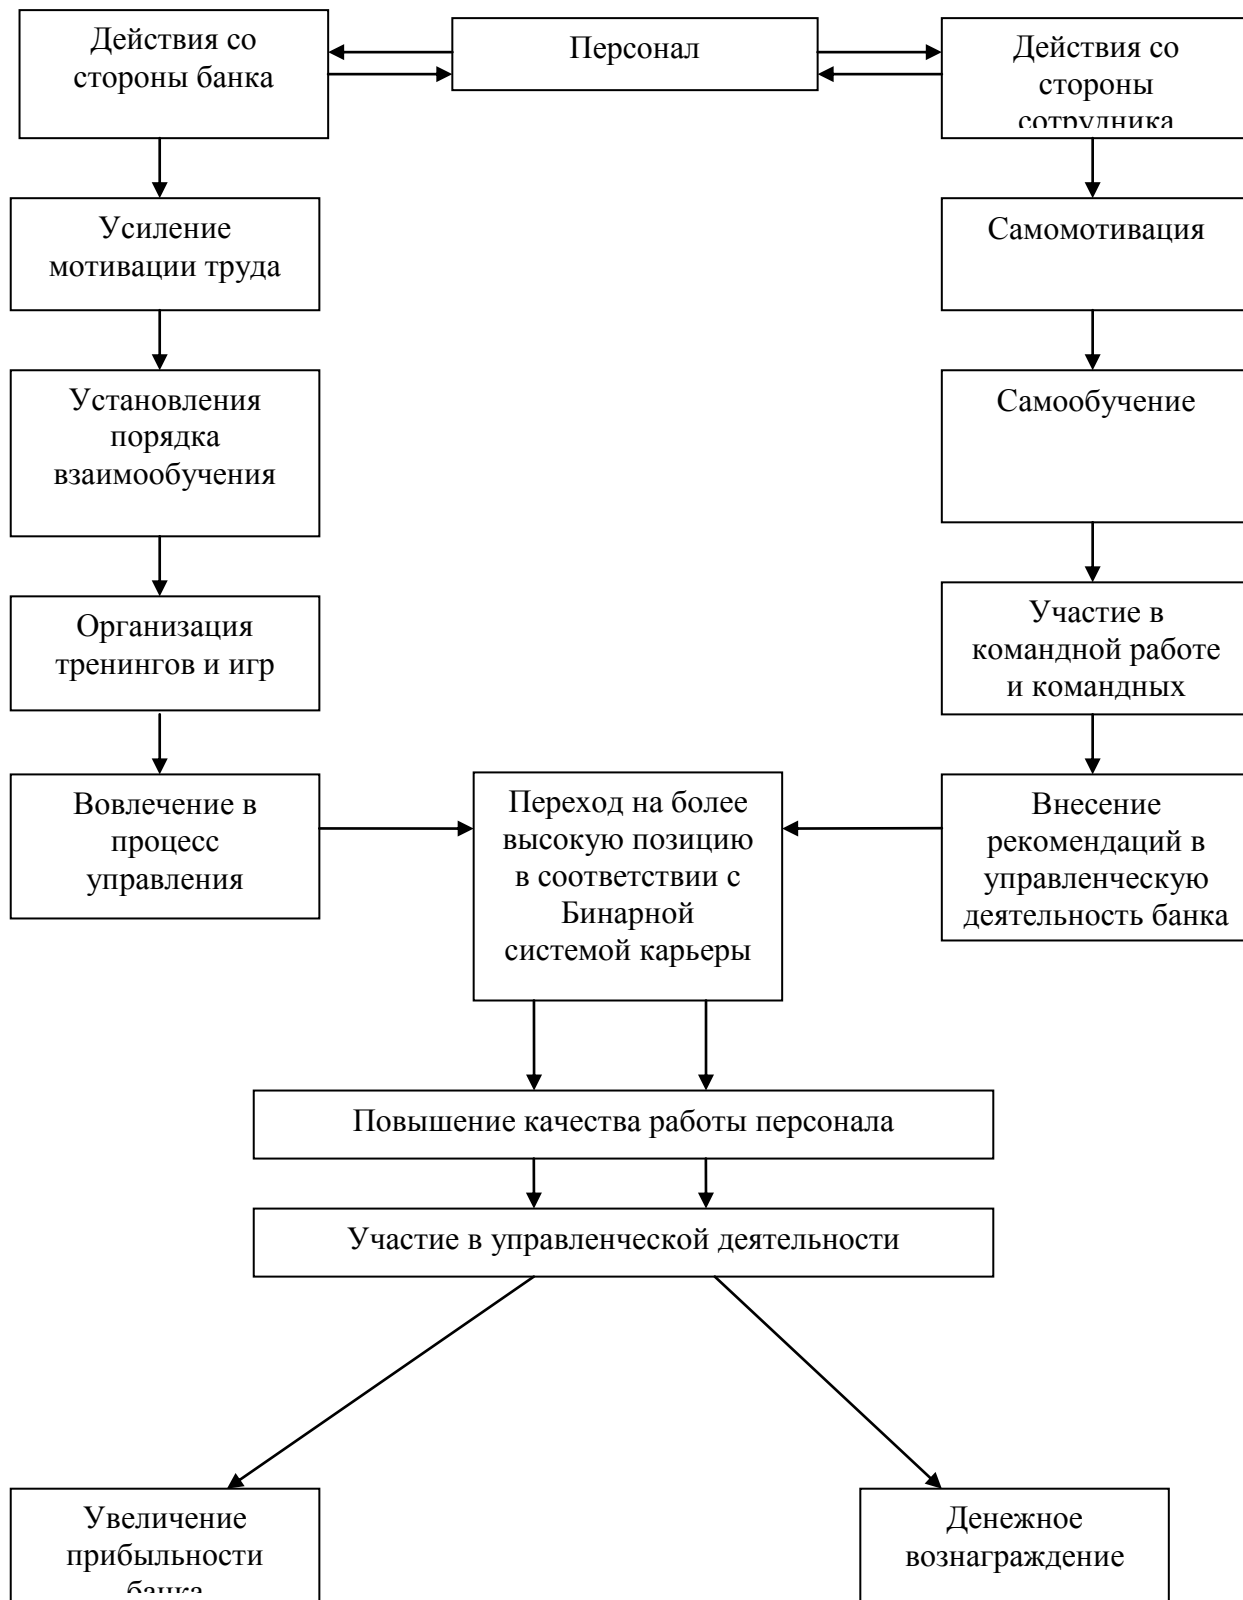 Действия со
стороны банка
Персонал
Действия со
стороны
сотрудника
Усиление
мотивации труда
Самомотивация
Установления
порядка
взаимообучения
Самообучение
Организация
тренингов и игр
Участие в
командной работе
и командных
Вовлечение в
процесс
управления
Переход на более
высокую позицию
в соответствии с
Бинарной
системой карьеры
Внесение
рекомендаций в
управленческую
деятельность банка
Повышение качества работы персонала
Участие в управленческой деятельности
Увеличение
прибыльности
банка
Денежное
вознаграждение